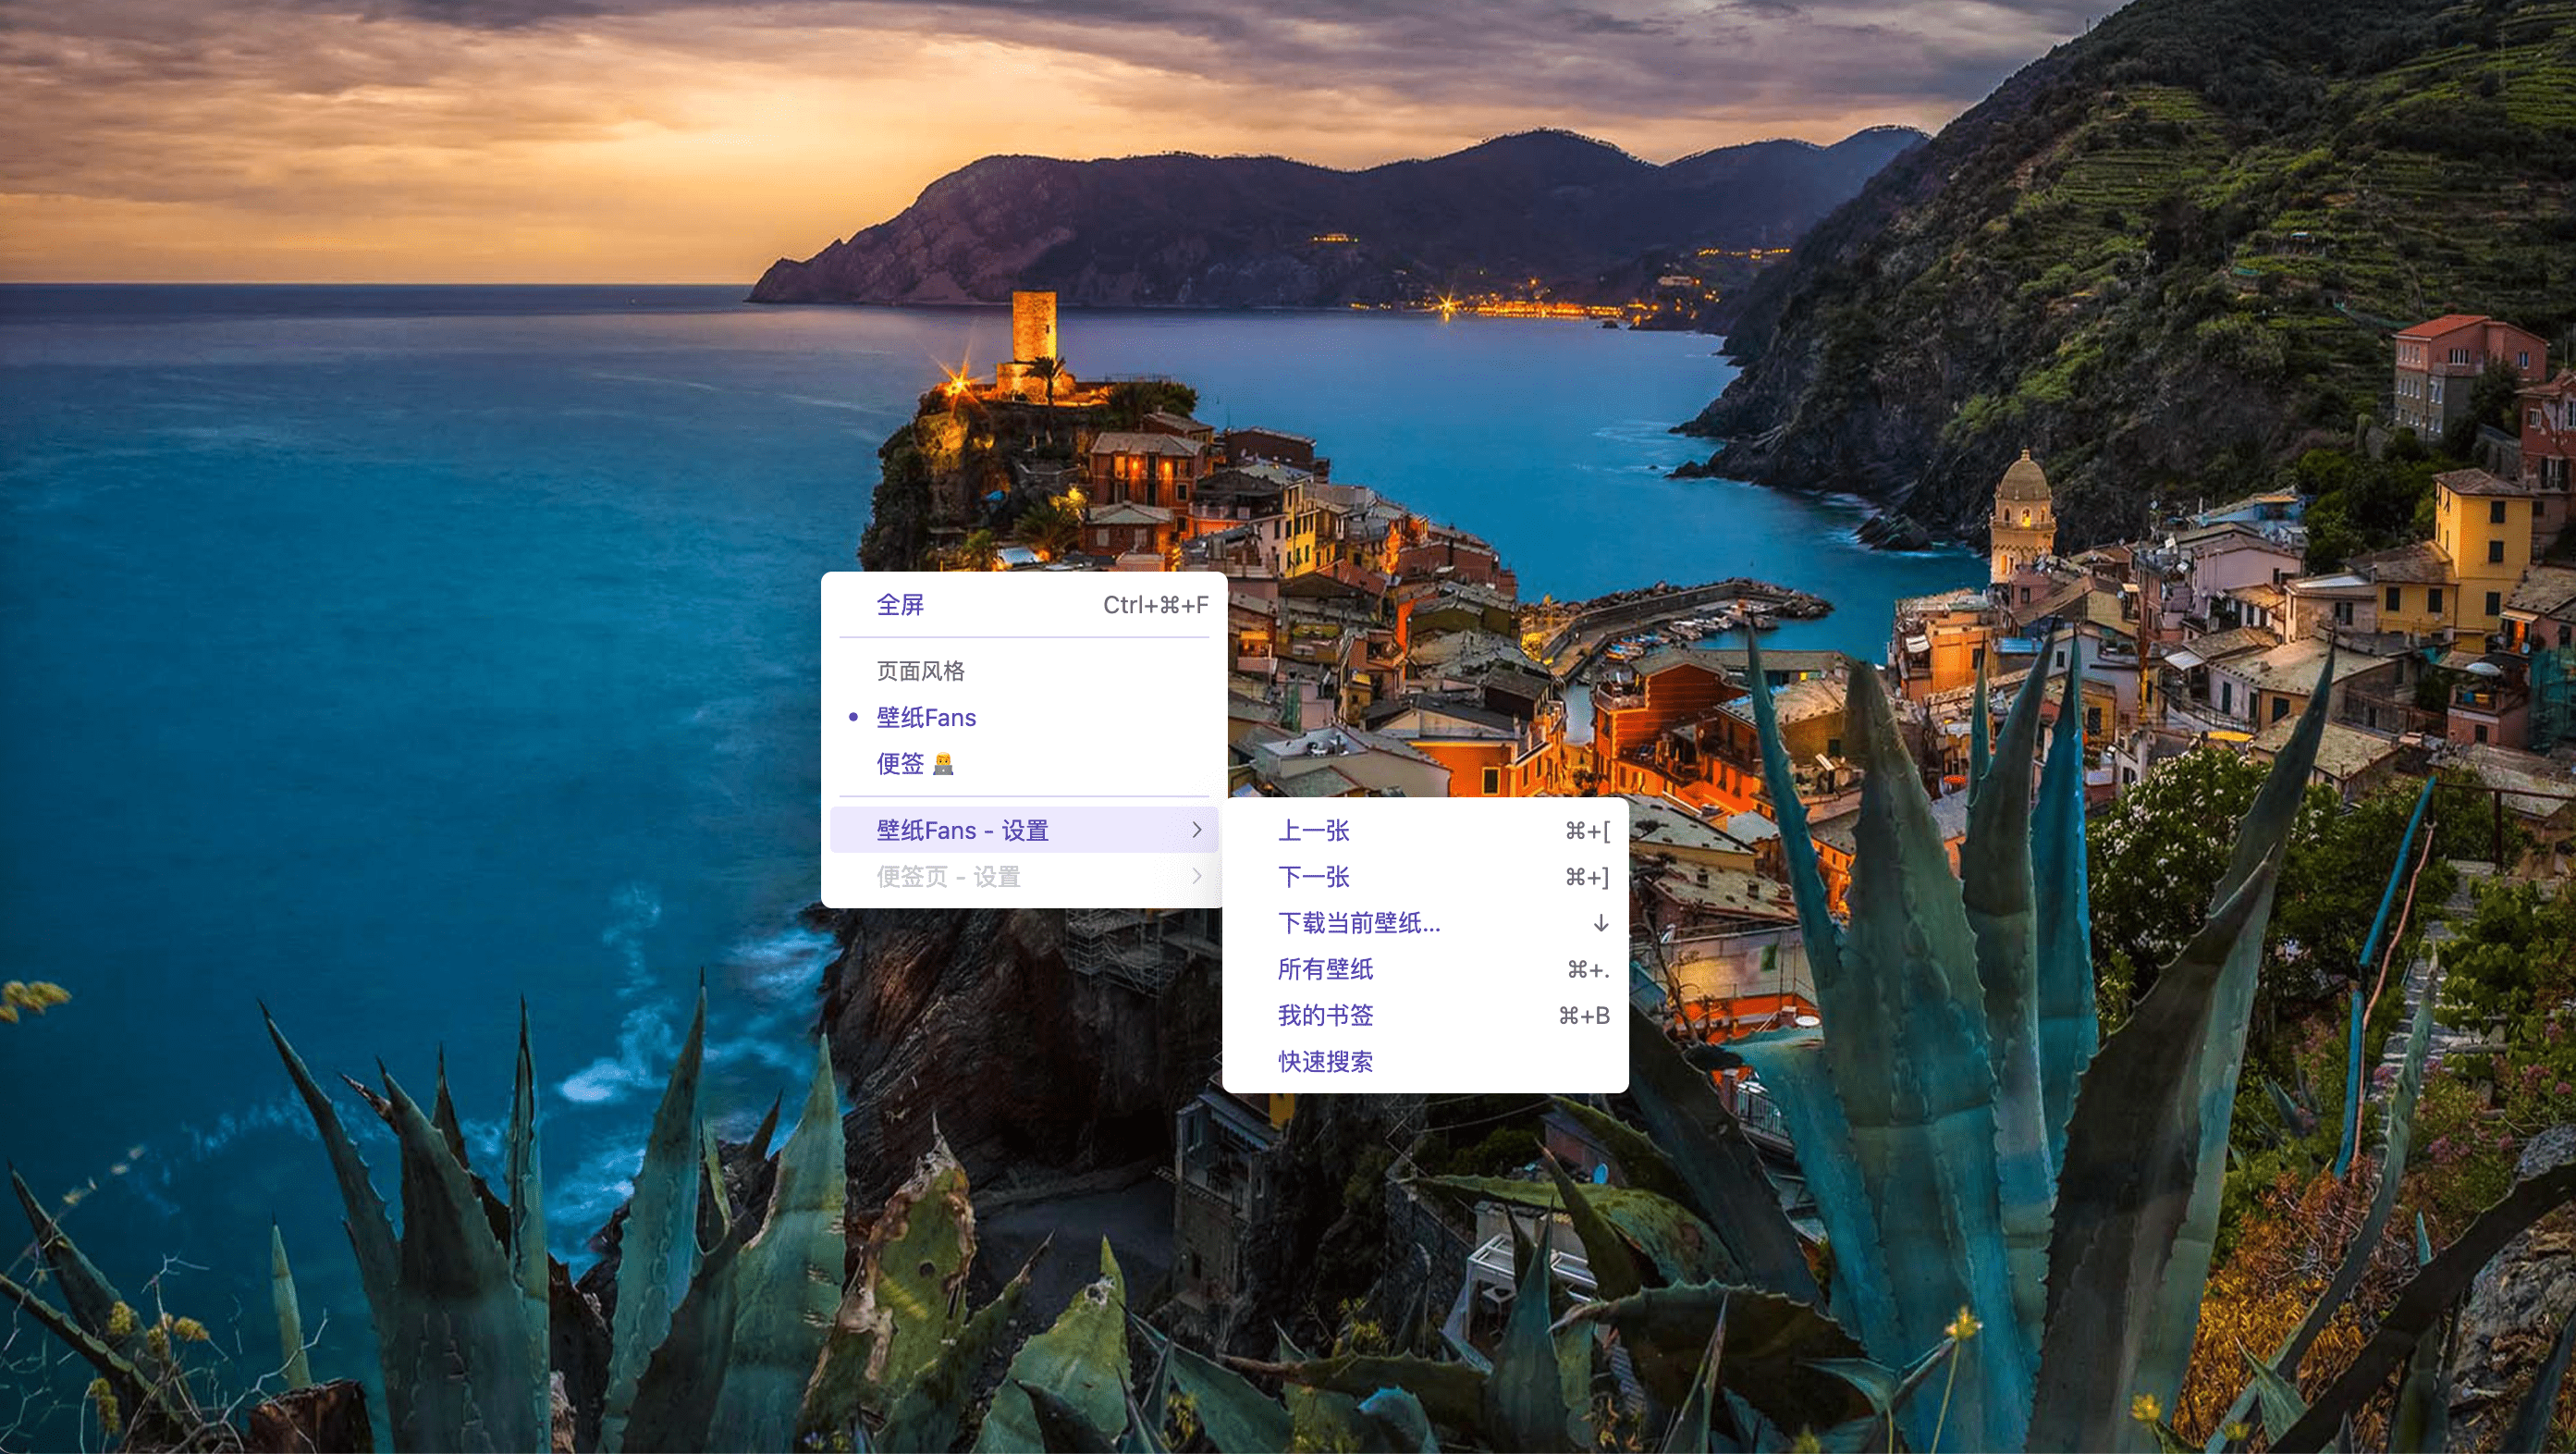 全屏 Ctrl+⌘+F
页面风格
• 壁纸Fans
便签 👨‍💻
壁纸Fans - 设置
便签页 - 设置
上一张 ⌘+[
下一张 ⌘+]
下载当前壁纸... ↓
所有壁纸 ⌘+.
我的书签 ⌘+B
快速搜索